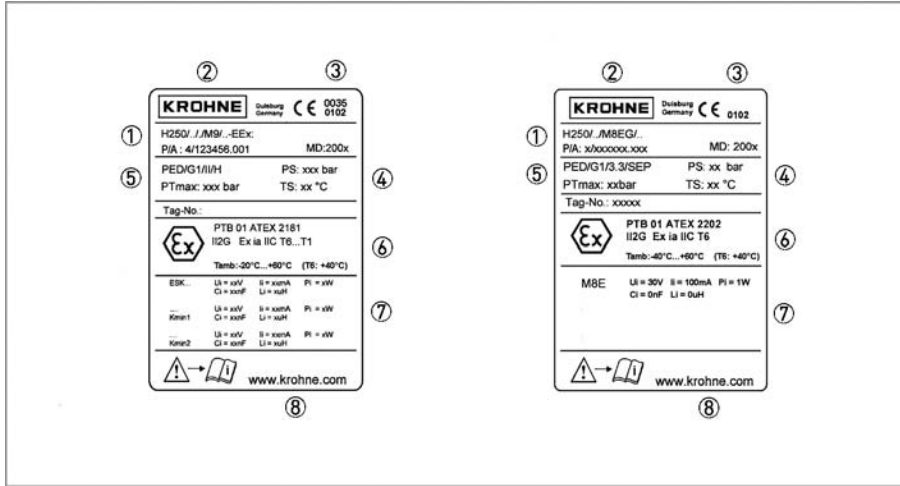 ② ③
KROHNE Duisburg Germany CE 0035 0102
① H250/../../M9/..-EEx:
P/A : 4/123456.001 MD:200x
⑤ PED/G1/II/H PS: xxx bar ④
PTmax: xxx bar TS: xx °C
Tag-No.:
Ex PTB 01 ATEX 2181
II2G Ex ia IIC T6...T1 ⑥
Tamb:-20°C...+60°C (T6: +40°C)
ESK.. Ui = xxV Ii = xxmA Pi = xW
Ci = xxnF Li = xuH
.... Ui = xxV Ii = xxmA Pi = xW ⑦
Kmin1 Ci = xxnF Li = xuH
.... Ui = xxV Ii = xxmA Pi = xW
Kmin2 Ci = xxnF Li = xuH
i www.krohne.com
⑧
② ③
KROHNE Duisburg Germany CE 0102
① H250/../../M8EG/..
P/A: x/xxxxxx.xxx MD: 200x
⑤ PED/G1/3.3/SEP PS: xx bar ④
PTmax: xxbar TS: xx °C
Tag-No.: xxxxx
Ex PTB 01 ATEX 2202
II2G Ex ia IIC T6 ⑥
Tamb:-40°C...+60°C (T6: +40°C)
M8E Ui = 30V Ii = 100mA Pi = 1W
Ci = 0nF Li = 0uH
⑦
i www.krohne.com
⑧